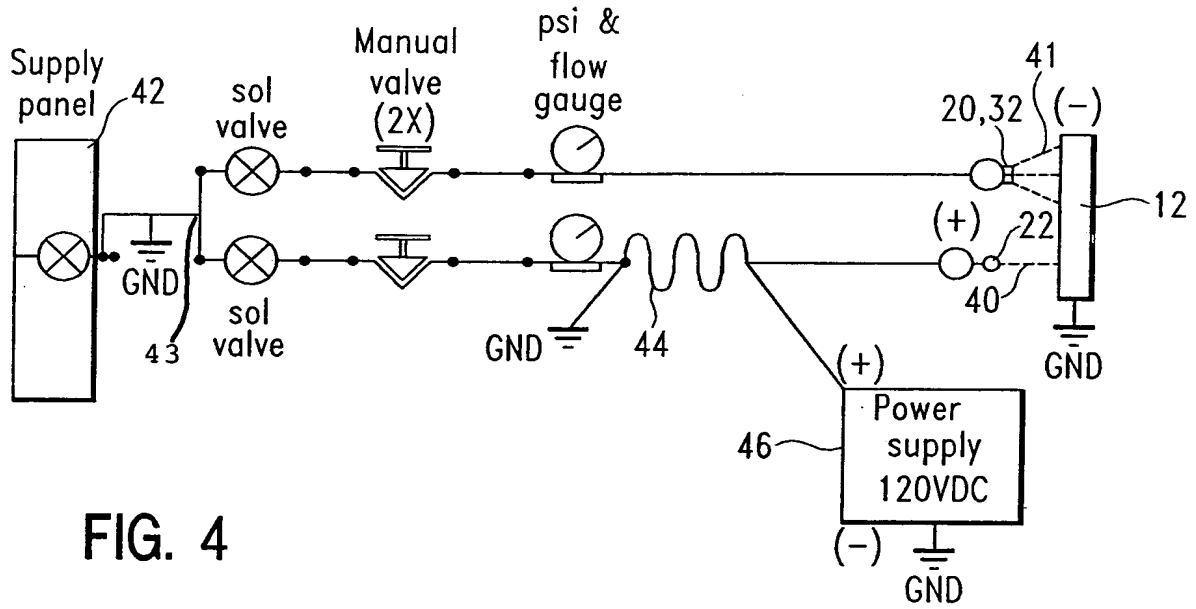 Supply
panel
42
sol
valve
Manual
valve
(2X)
psi &
flow
gauge
20,32
41
(-)
12
GND
43
sol
valve
GND
44
(+)
22
40
GND
(+)
46
Power
supply
120VDC
(-)
GND
FIG. 4